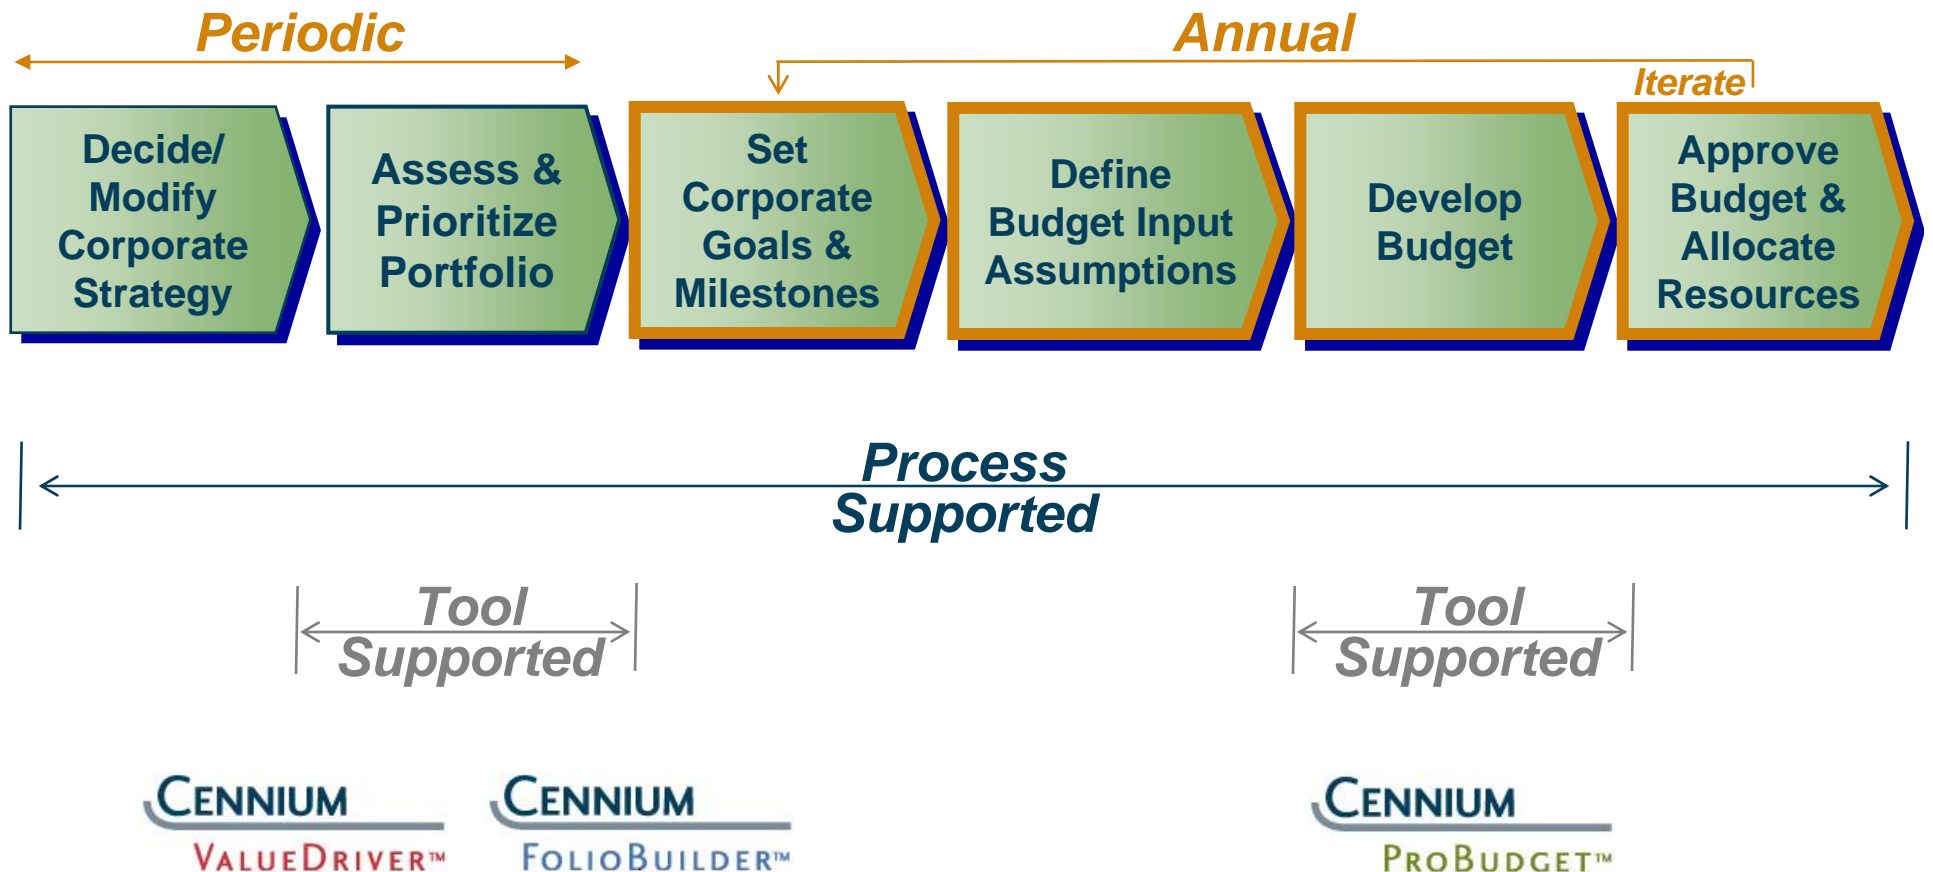 Periodic
Annual
Iterate
Decide/
Modify
Corporate
Strategy
Assess &
Prioritize
Portfolio
Set
Corporate
Goals &
Milestones
Define
Budget Input
Assumptions
Develop
Budget
Approve
Budget &
Allocate
Resources
Process
Supported
Tool
Supported
Tool
Supported
CENNIUM
VALUEDRIVER™
CENNIUM
FOLIOBUILDER™
CENNIUM
PROBUDGET™